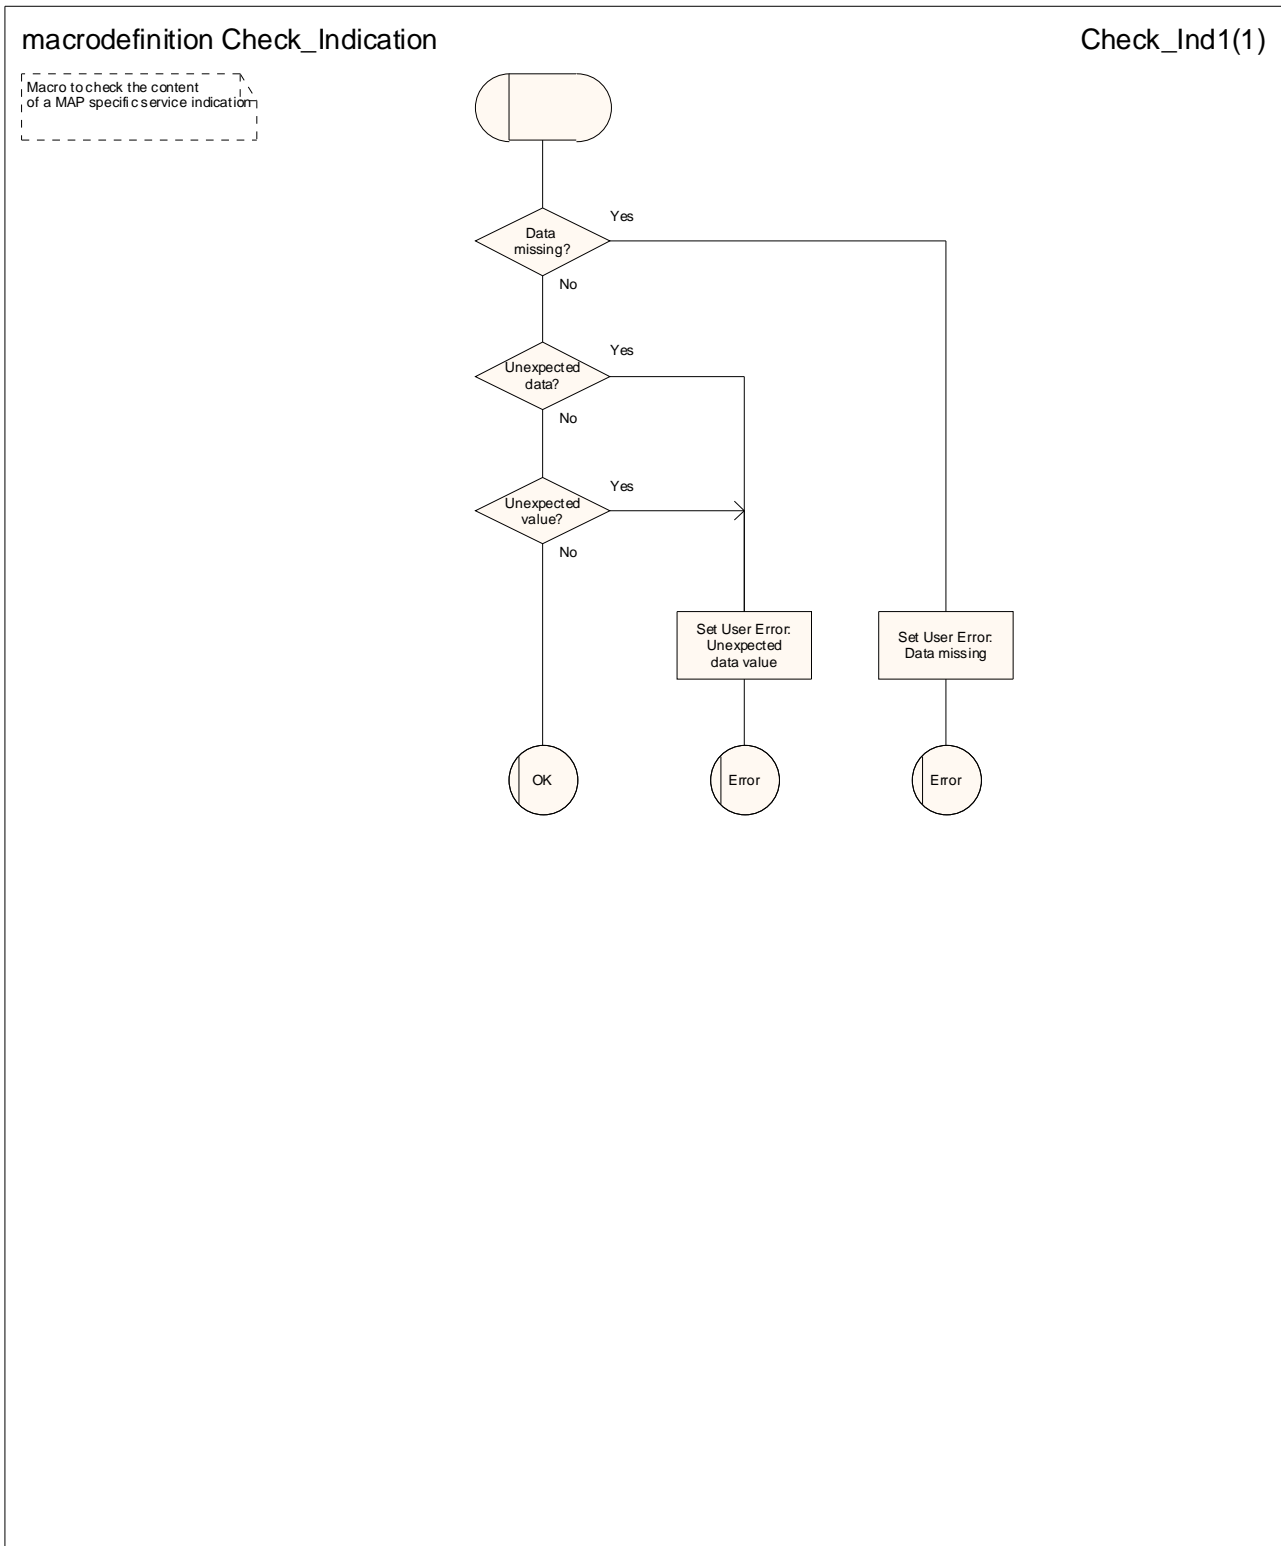 macrodefinition Check_Indication
Check_Ind1(1)
Macro to check the content
of a MAP specific service indication
Data
missing?
Yes
No
Unexpected
data?
Yes
No
Unexpected
value?
Yes
No
Set User Error:
Unexpected
data value
Set User Error:
Data missing
OK
Error
Error